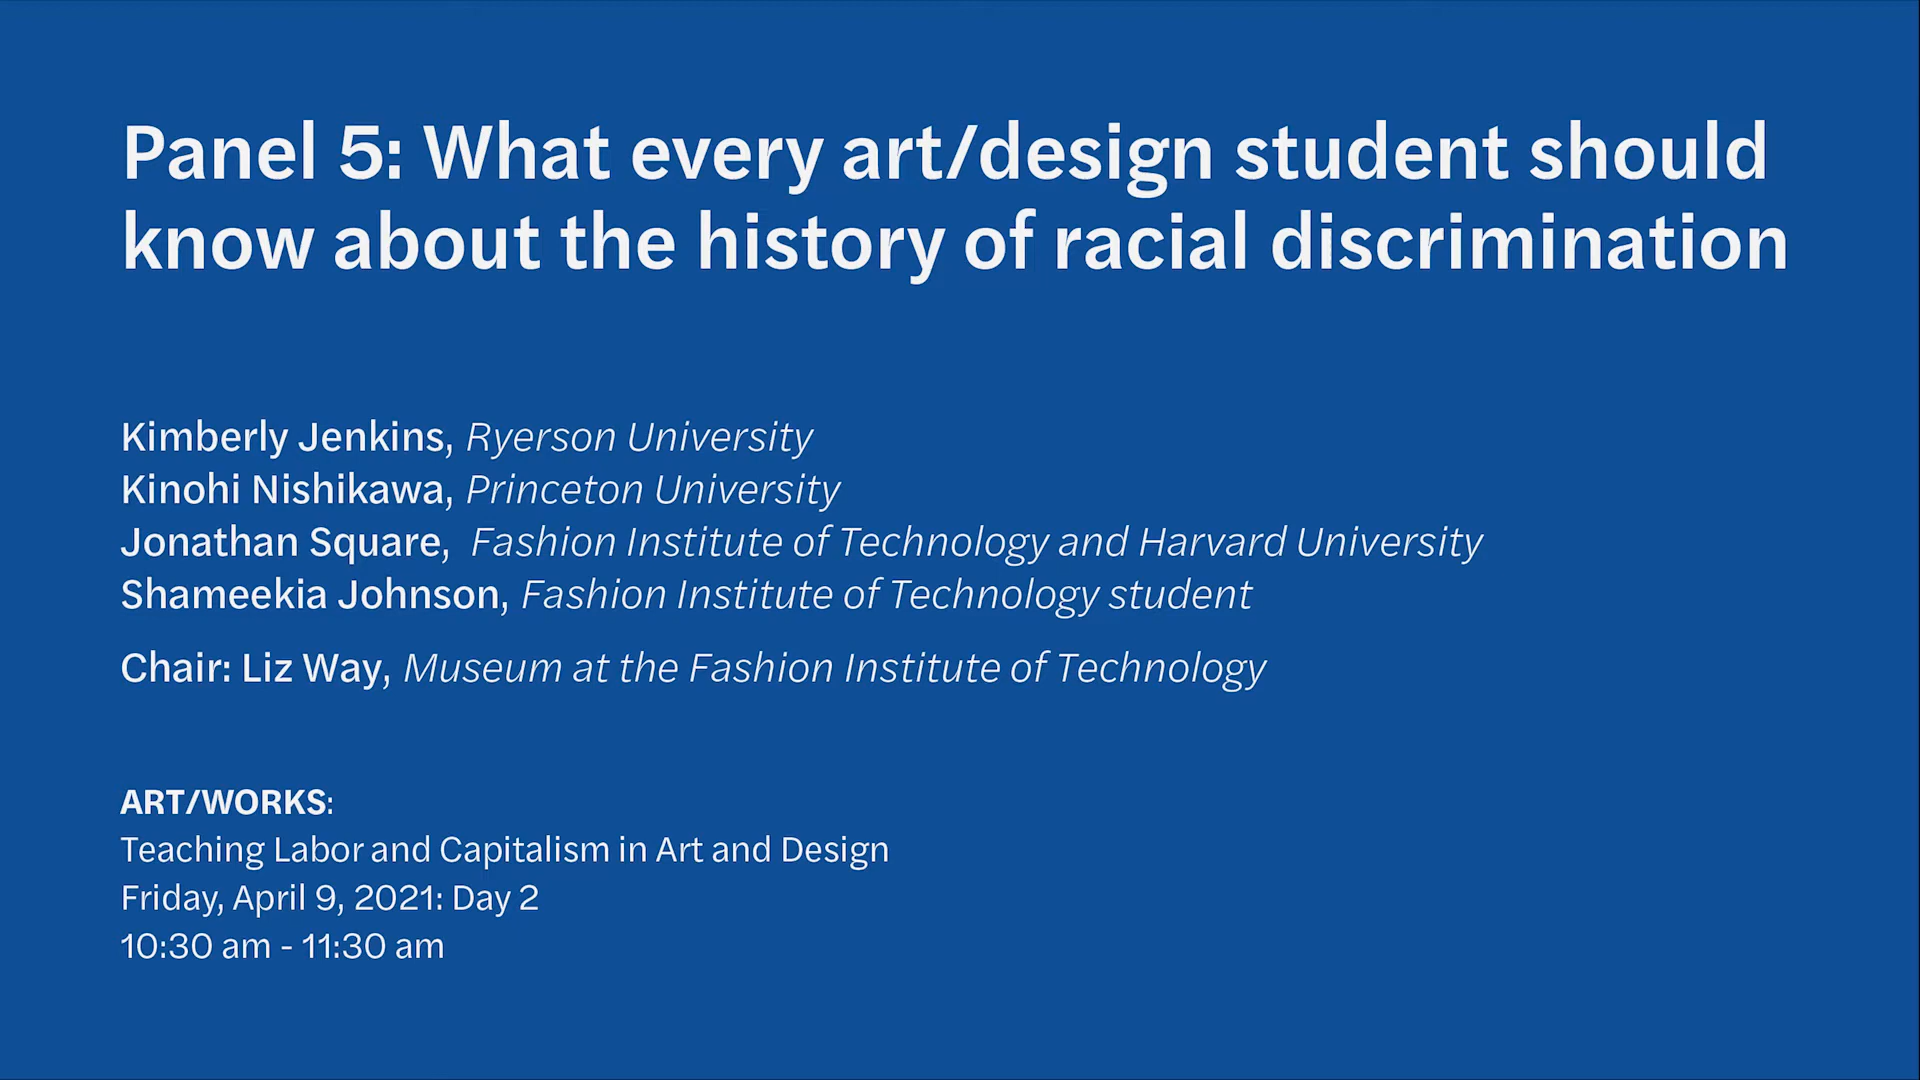 Panel 5: What every art/design student should
know about the history of racial discrimination
Kimberly Jenkins, Ryerson University
Kinohi Nishikawa, Princeton University
Jonathan Square, Fashion Institute of Technology and Harvard University
Shameekia Johnson, Fashion Institute of Technology student
Chair: Liz Way, Museum at the Fashion Institute of Technology
ART/WORKS:
Teaching Labor and Capitalism in Art and Design
Friday, April 9, 2021: Day 2
10:30 am - 11:30 am